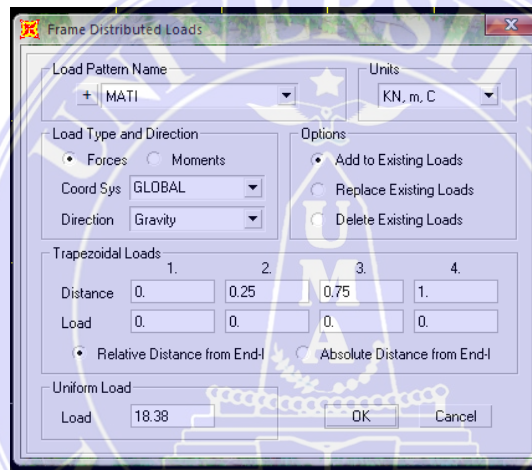 Frame Distributed Loads
Load Pattern Name
+ MATI
Units
KN, m, C
Load Type and Direction
Forces Moments
Coord Sys GLOBAL
Direction Gravity
Options
Add to Existing Loads
Replace Existing Loads
Delete Existing Loads
Trapezoidal Loads
1. 2. 3. 4.
Distance 0. 0.25 0.75 1.
Load 0. 0. 0. 0.
Relative Distance from End-I Absolute Distance from End-I
Uniform Load
Load 18.38
OK Cancel
UNIVERSIT
UMA